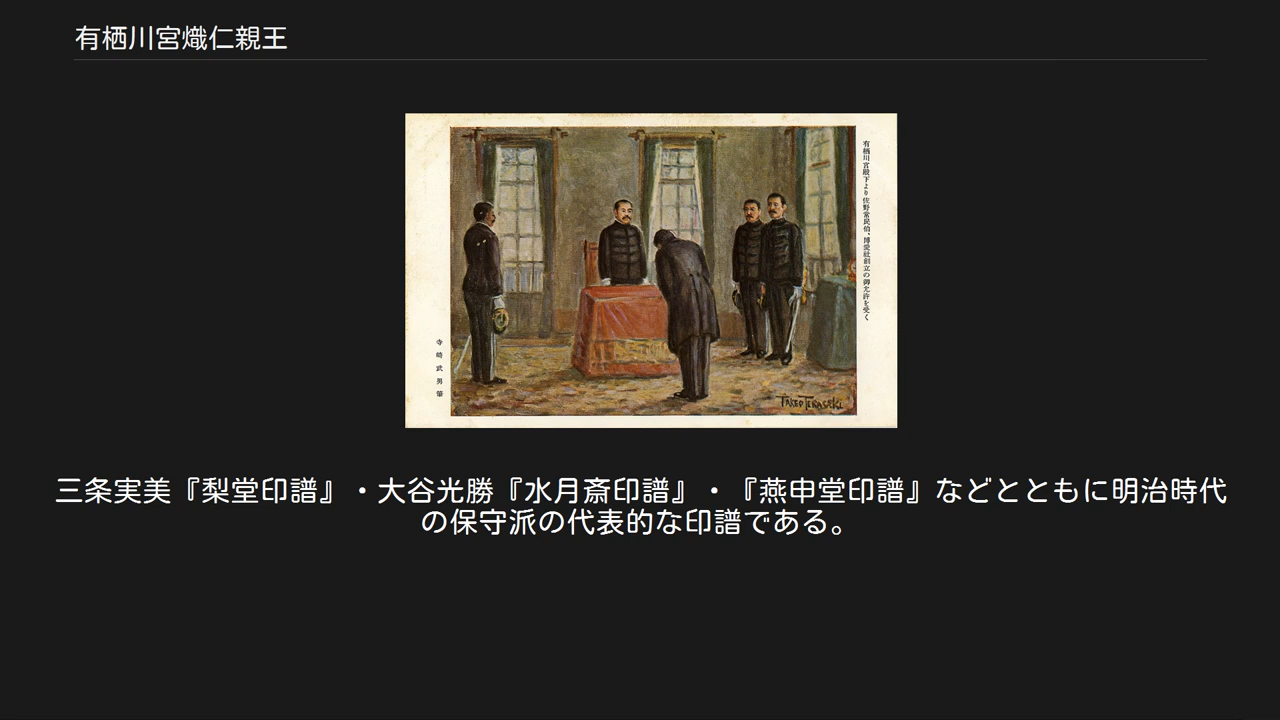 有栖川宮熾仁親王
有栖川宮殿下より佐野常民伯、博愛社創立の御允許を受く
寺崎武男筆
TAKEO TERASAKI
三条実美『梨堂印譜』・大谷光勝『水月斎印譜』・『燕申堂印譜』などとともに明治時代
の保守派の代表的な印譜である。